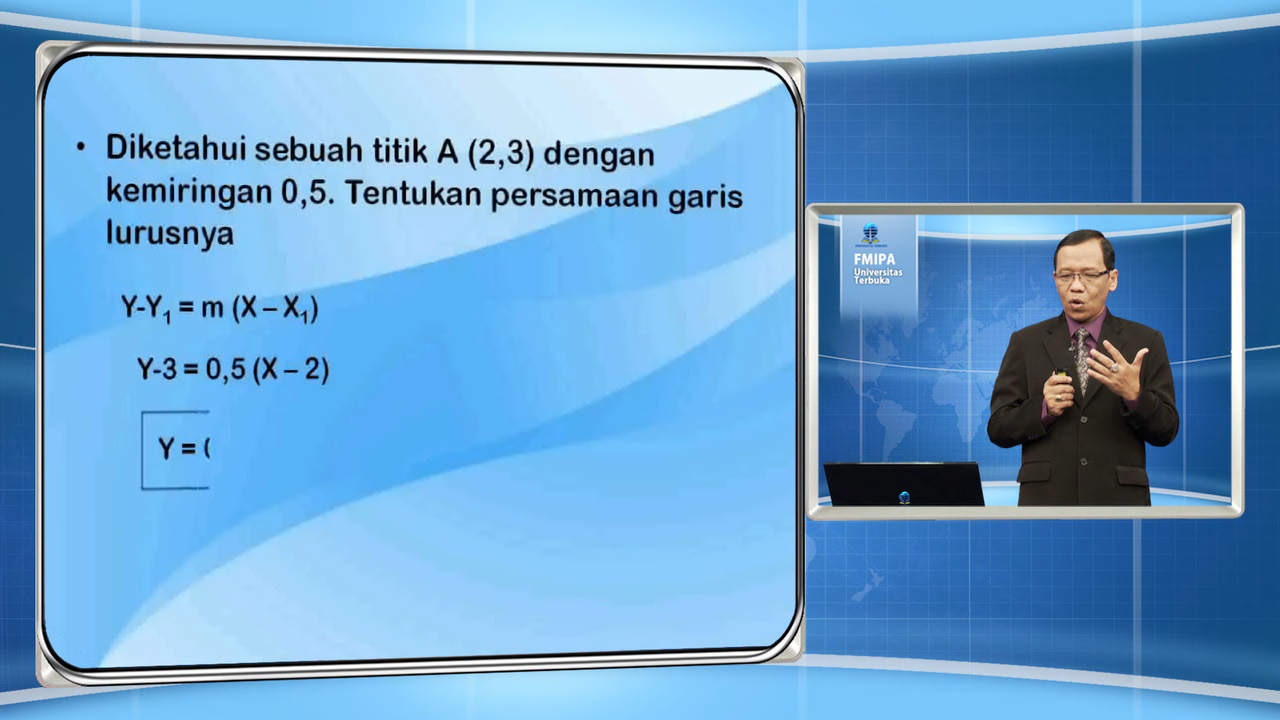 • Diketahui sebuah titik A (2,3) dengan
kemiringan 0,5. Tentukan persamaan garis
lurusnya
Y-Y₁ = m (X – X₁)
Y-3 = 0,5 (X – 2)
Y = (
FMIPA
Universitas
Terbuka